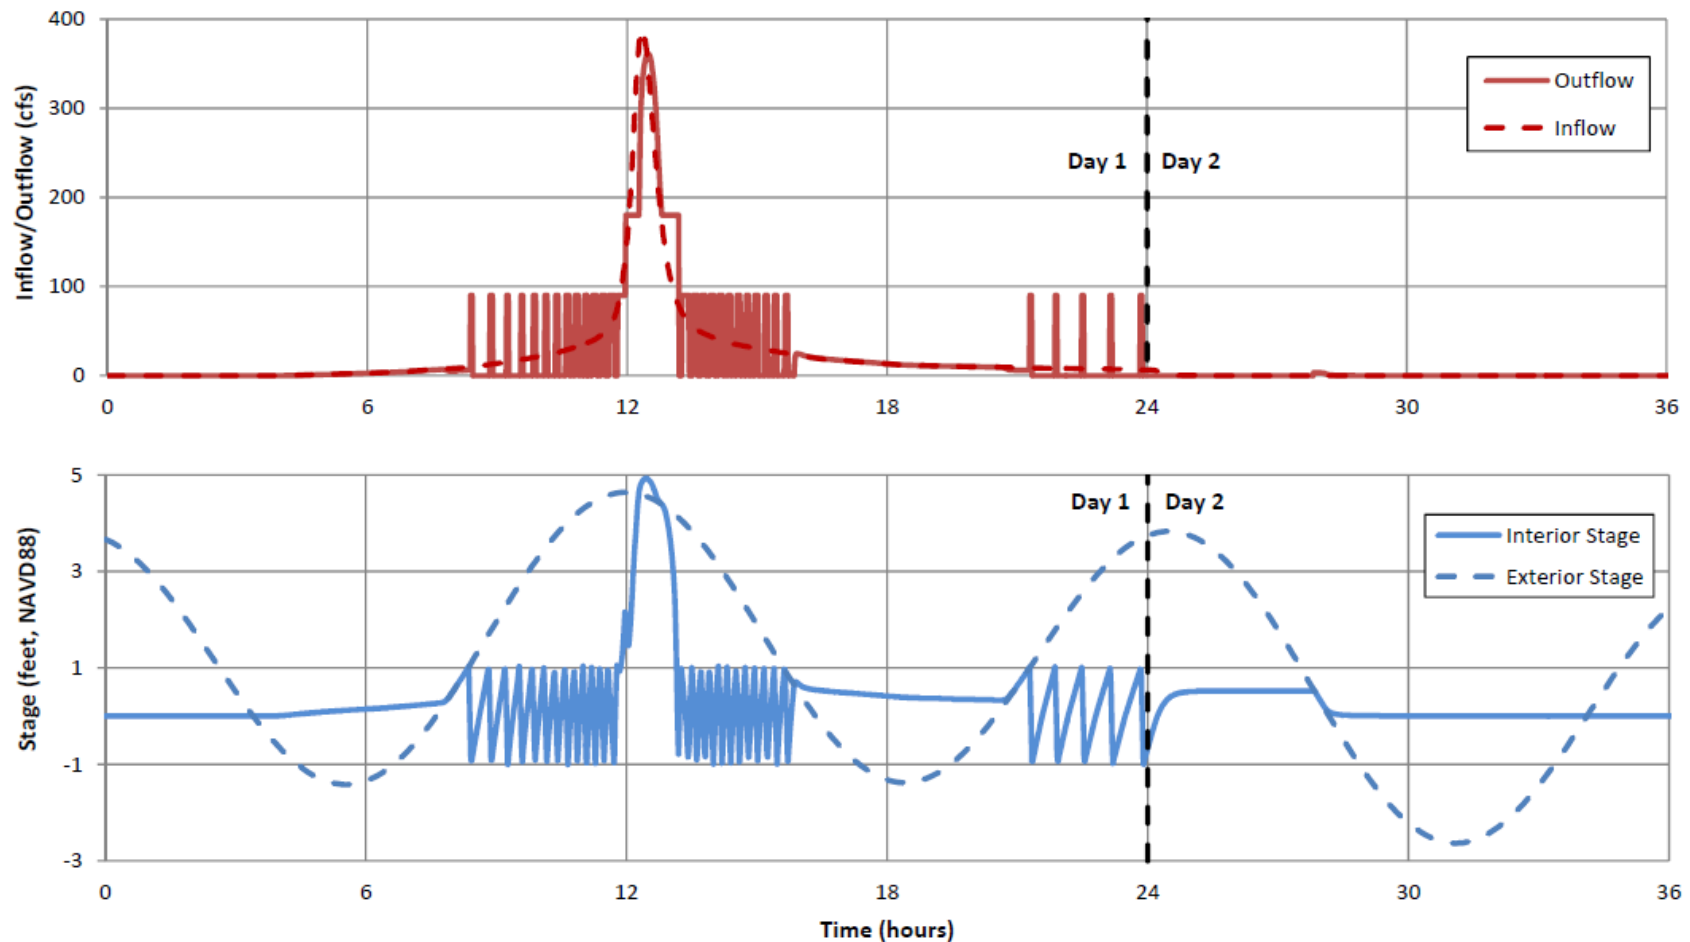 400
300
200
100
0
Inflow/Outflow (cfs)
Outflow
Inflow
Day 1 Day 2
0 6 12 18 24 30 36
5
3
1
-1
-3
Stage (feet, NAVD88)
Day 1 Day 2
Interior Stage
Exterior Stage
0 6 12 18 24 30 36
Time (hours)